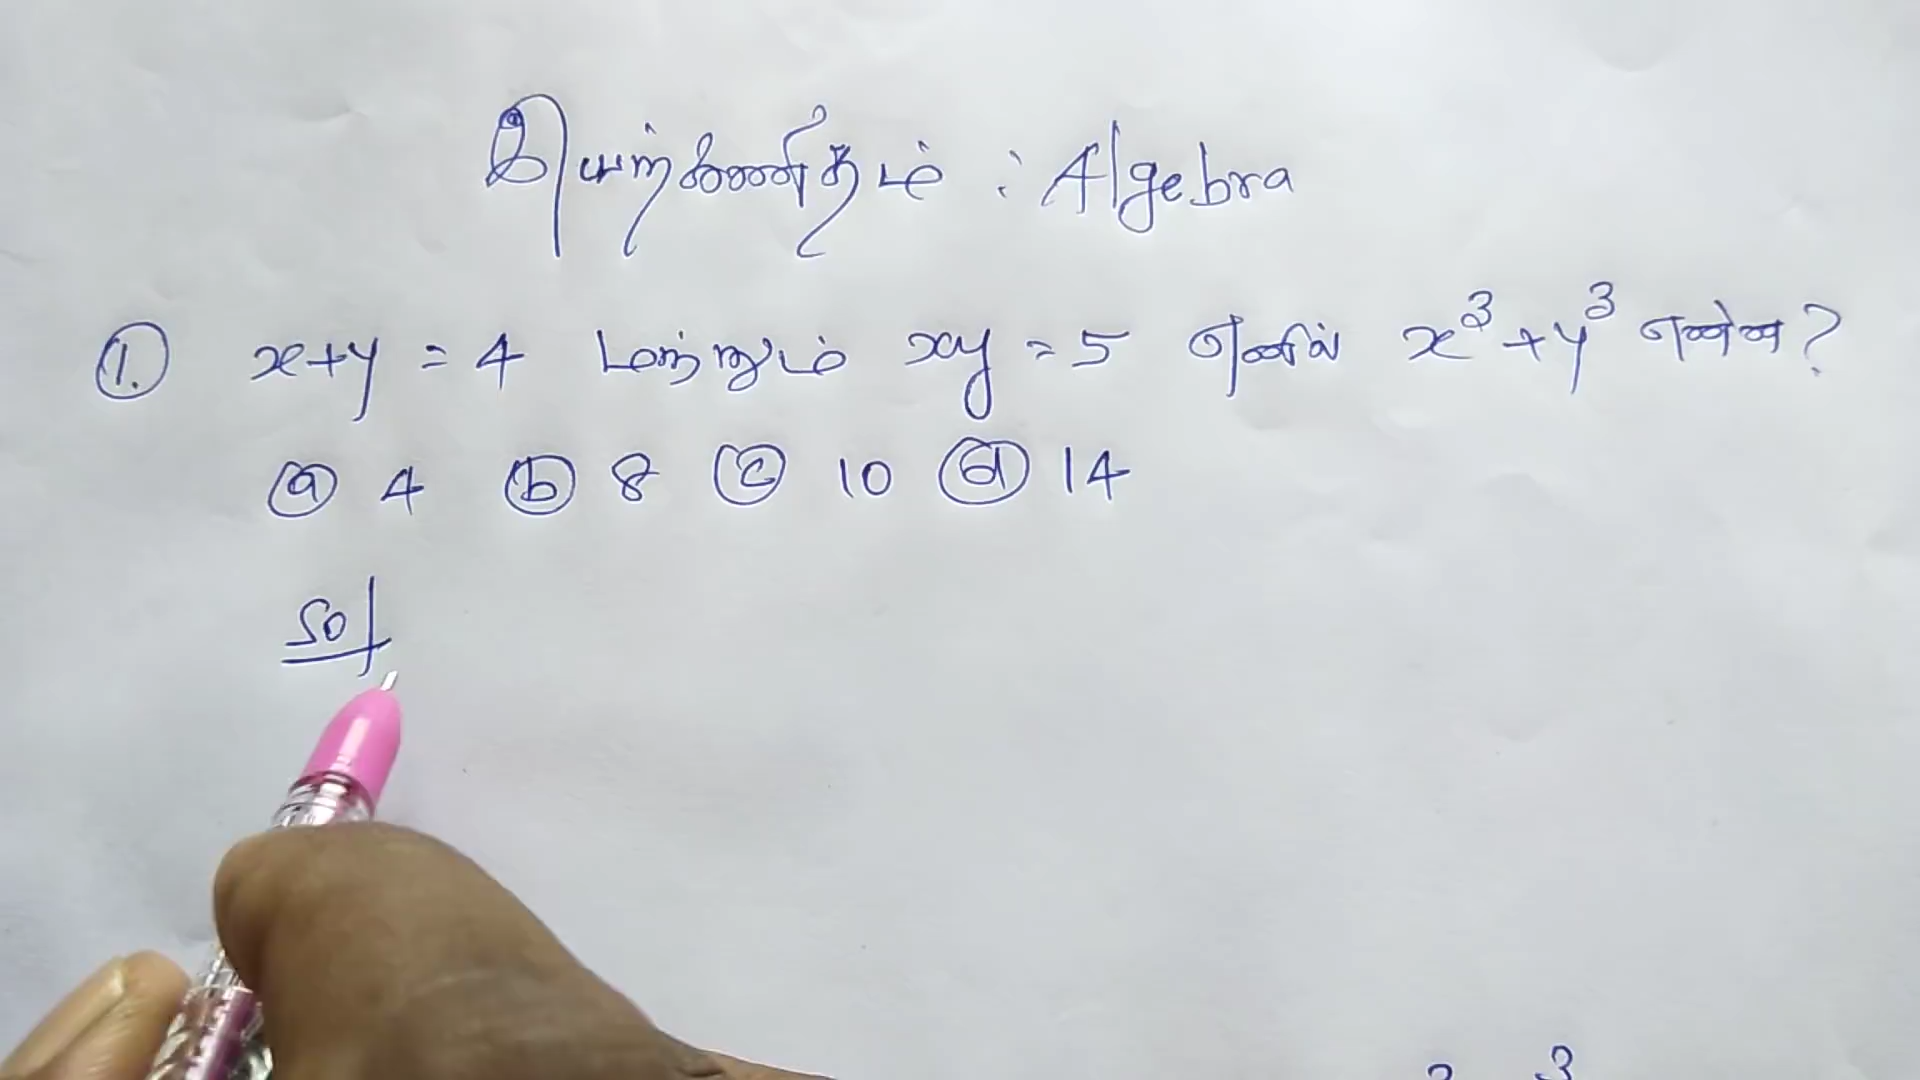 இயற்கணிதம் : Algebra
1. x+y = 4 மற்றும் xy = 5 எனில் x³+y³ என்ன?
a 4 b 8 c 10 d 14
Sol